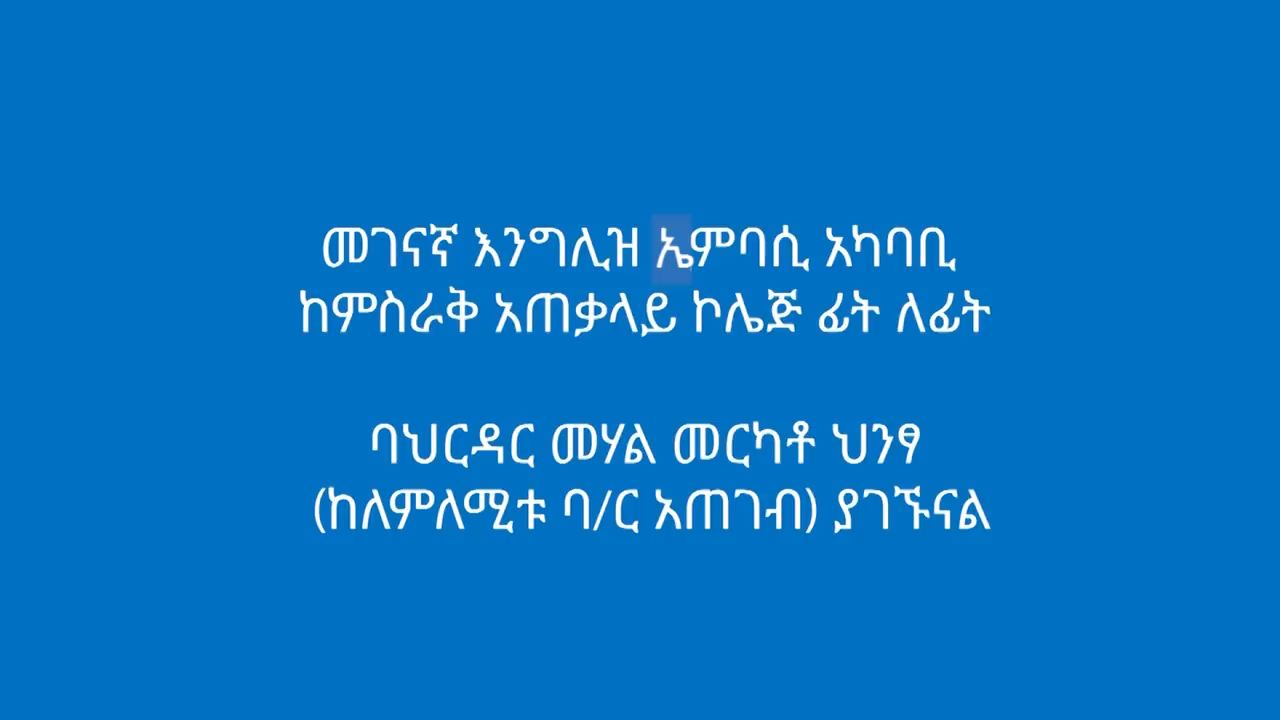 መገናኛ እንግሊዝ ኤምባሲ አካባቢ
ከምስራቅ አጠቃላይ ኮሌጅ ፊት ለፊት
ባህርዳር መሃል መርካቶ ህንፃ
(ከለምለሚቱ ባ/ር አጠገብ) ያገኙናል